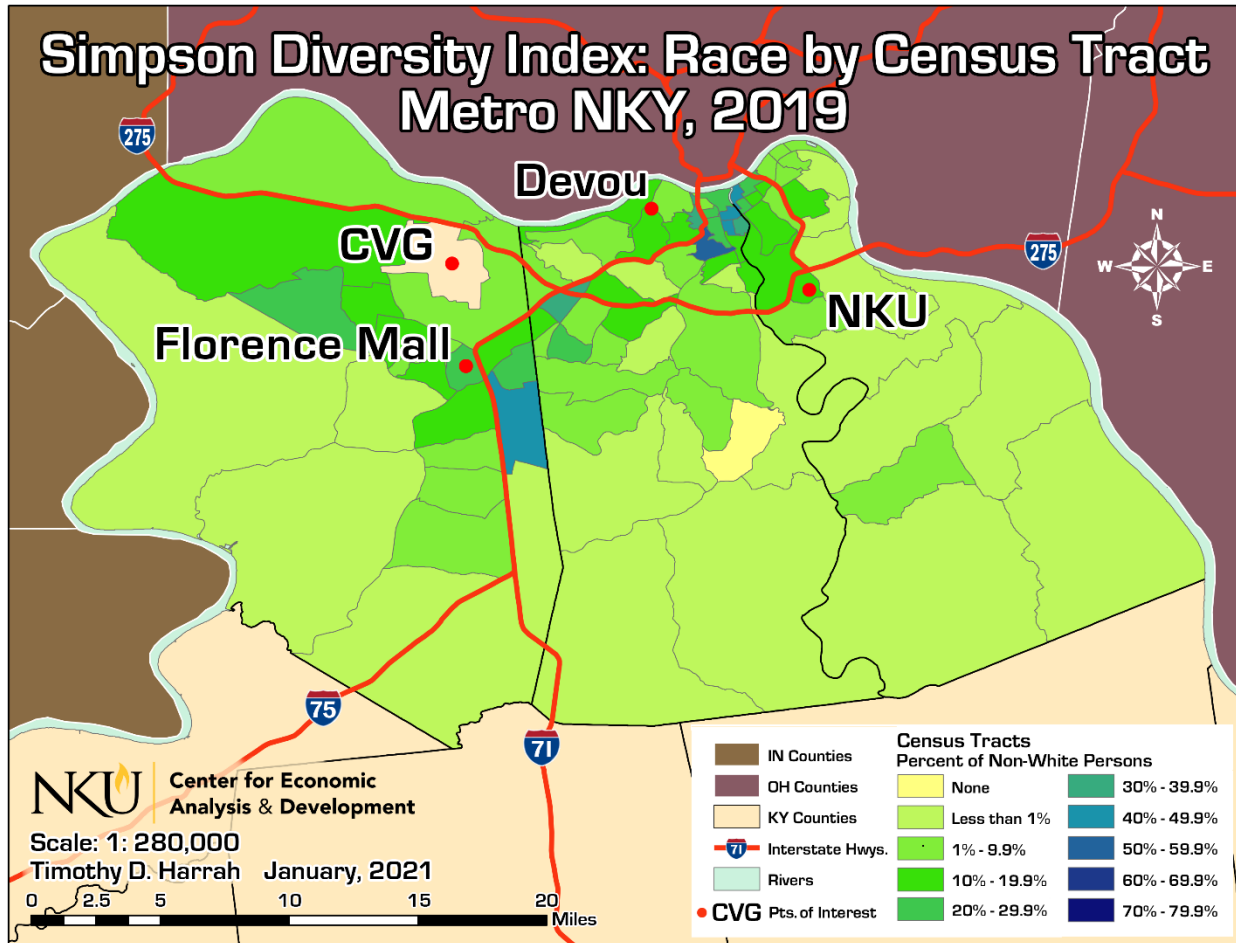 Simpson Diversity Index: Race by Census Tract
Metro NKY, 2019
275
Devou
CVG
275
N
W E
S
NKU
Florence Mall
75
71
NKU Center for Economic
Analysis & Development
Scale: 1: 280,000
Timothy D. Harrah January, 2021
0 2.5 5 10 15 20
Miles
IN Counties
OH Counties
KY Counties
71 Interstate Hwys.
Rivers
CVG Pts. of Interest
Census Tracts
Percent of Non-White Persons
None
Less than 1%
1% - 9.9%
10% - 19.9%
20% - 29.9%
30% - 39.9%
40% - 49.9%
50% - 59.9%
60% - 69.9%
70% - 79.9%